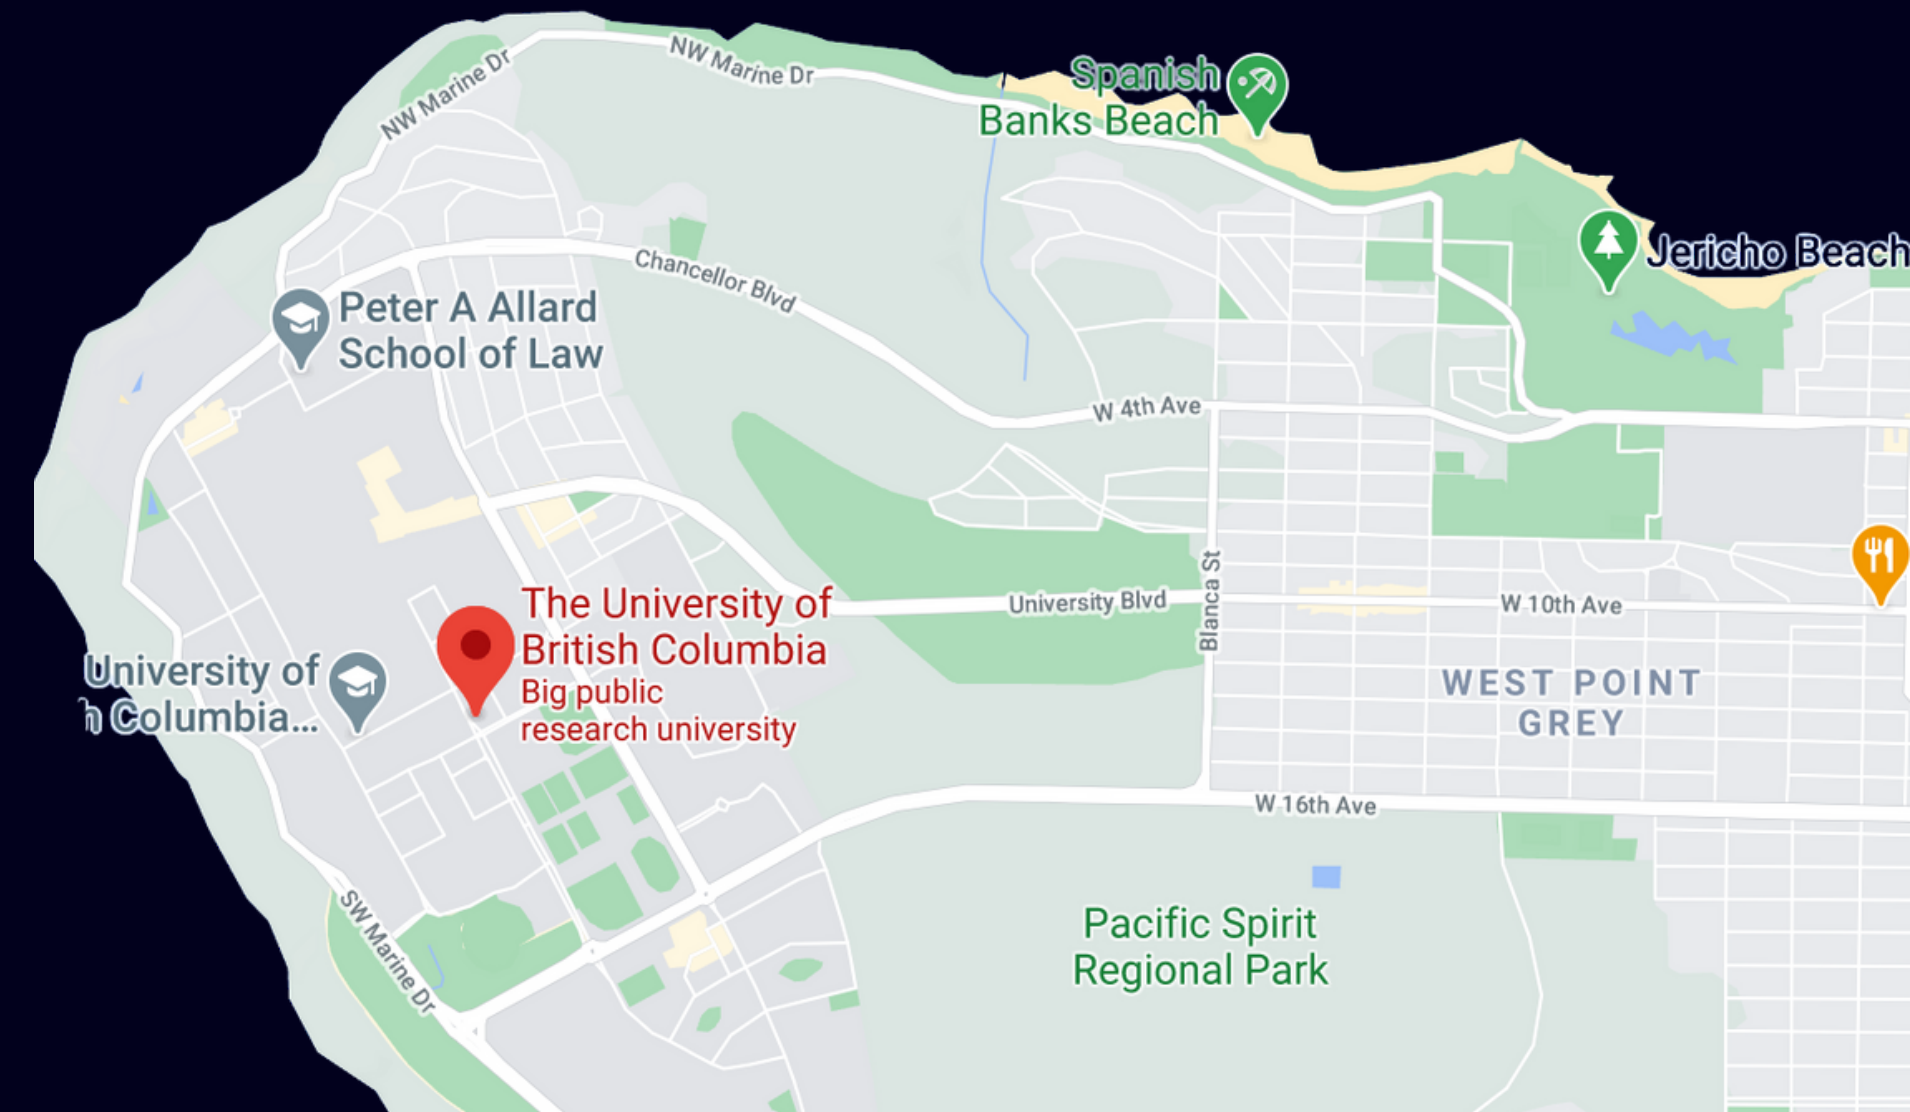 NW Marine Dr
NW Marine Dr
Spanish
Banks Beach
Jericho Beach
Chancellor Blvd
Peter A Allard
School of Law
W 4th Ave
Blanca St
University Blvd
W 10th Ave
The University of
British Columbia
Big public
research university
University of
h Columbia...
WEST POINT
GREY
W 16th Ave
SW Marine Dr
Pacific Spirit
Regional Park